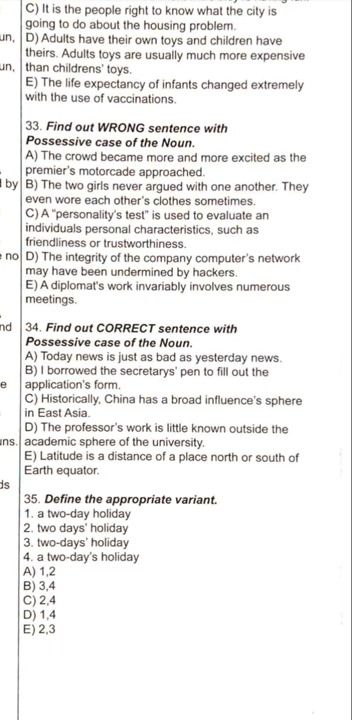 C) It is the people right to know what the city is
going to do about the housing problem.
un, D) Adults have their own toys and children have
theirs. Adults toys are usually much more expensive
un, than childrens' toys.
E) The life expectancy of infants changed extremely
with the use of vaccinations.
33. Find out WRONG sentence with
Possessive case of the Noun.
A) The crowd became more and more excited as the
premier's motorcade approached.
by B) The two girls never argued with one another. They
even wore each other's clothes sometimes.
C) A "personality's test" is used to evaluate an
individuals personal characteristics, such as
friendliness or trustworthiness.
no D) The integrity of the company computer's network
may have been undermined by hackers.
E) A diplomat's work invariably involves numerous
meetings.
nd 34. Find out CORRECT sentence with
Possessive case of the Noun.
A) Today news is just as bad as yesterday news.
B) I borrowed the secretarys' pen to fill out the
e application's form.
C) Historically, China has a broad influence's sphere
in East Asia.
D) The professor's work is little known outside the
uns. academic sphere of the university.
E) Latitude is a distance of a place north or south of
Earth equator.
ds
35. Define the appropriate variant.
1. a two-day holiday
2. two days' holiday
3. two-days' holiday
4. a two-day's holiday
A) 1,2
B) 3,4
C) 2,4
D) 1,4
E) 2,3